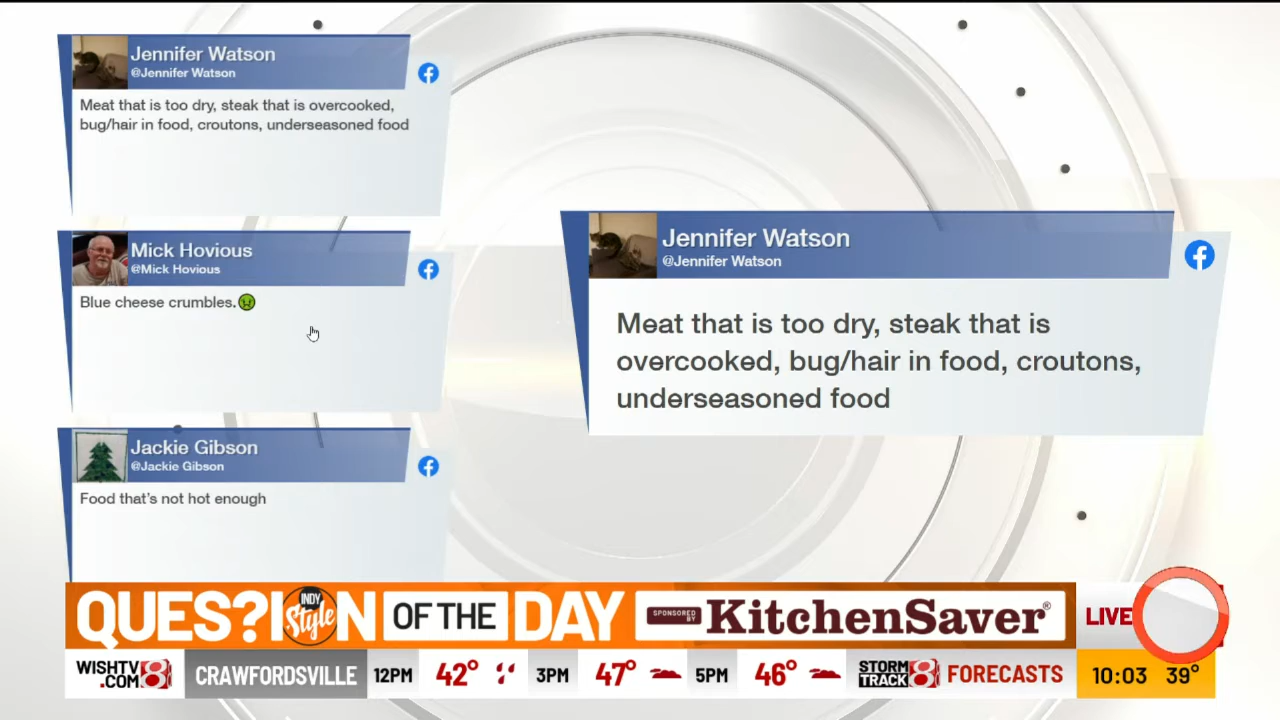 Jennifer Watson
@Jennifer Watson
Meat that is too dry, steak that is overcooked,
bug/hair in food, croutons, underseasoned food
Mick Hovious
@Mick Hovious
Blue cheese crumbles.🤢
Jackie Gibson
@Jackie Gibson
Food that's not hot enough
Jennifer Watson
@Jennifer Watson
Meat that is too dry, steak that is
overcooked, bug/hair in food, croutons,
underseasoned food
QUES?ION INDY Style OF THE DAY SPONSORED BY KitchenSaver® LIVE
WISHTV.COM 8 CRAWFORDSVILLE 12PM 42° 3PM 47° 5PM 46° STORM TRACK 8 FORECASTS 10:03 39°